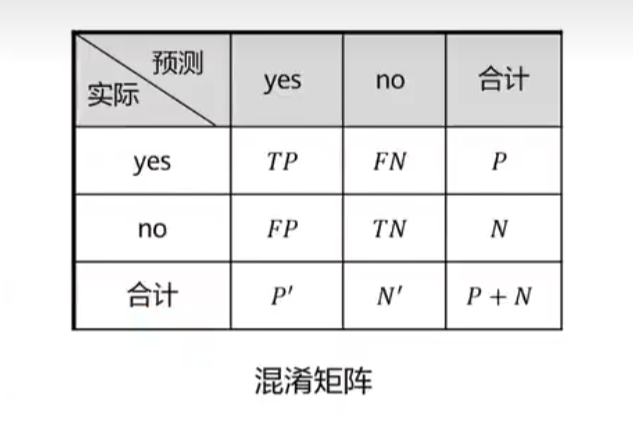 预测
实际
yes no 合计
yes TP FN P
no FP TN N
合计 P′ N′ P + N
混淆矩阵